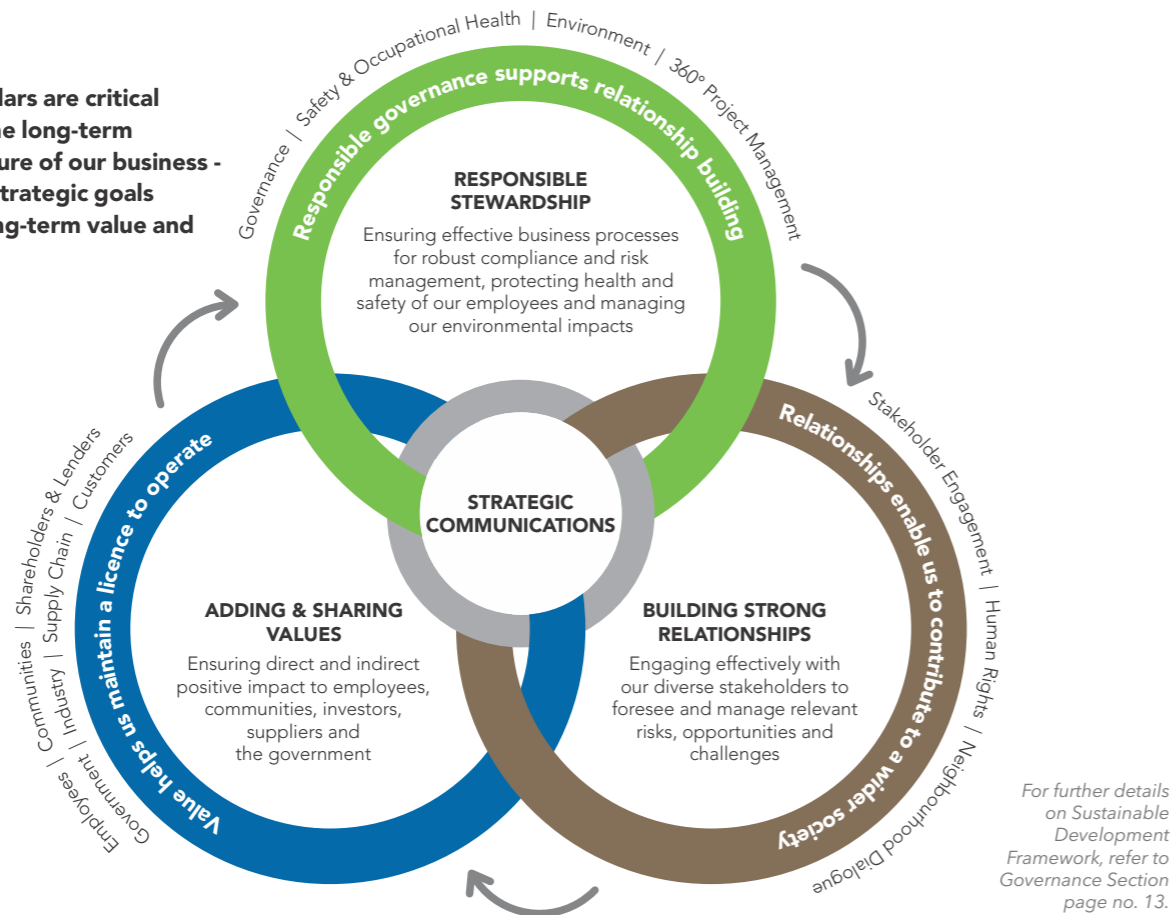 lars are critical
ne long-term
ure of our business -
strategic goals
ng-term value and
Governance | Safety & Occupational Health | Environment | 360° Project Management
Responsible governance supports relationship building
RESPONSIBLE
STEWARDSHIP
Ensuring effective business processes
for robust compliance and risk
management, protecting health and
safety of our employees and managing
our environmental impacts
STRATEGIC
COMMUNICATIONS
Employees | Communities | Shareholders & Lenders
Government | Industry | Supply Chain | Customers
Value helps us maintain a licence to operate
ADDING & SHARING
VALUES
Ensuring direct and indirect
positive impact to employees,
communities, investors,
suppliers and
the government
BUILDING STRONG
RELATIONSHIPS
Engaging effectively with
our diverse stakeholders to
foresee and manage relevant
risks, opportunities and
challenges
Relationships enable us to contribute to a wider society
Stakeholder Engagement | Human Rights | Neighbourhood Dialogue
For further details
on Sustainable
Development
Framework, refer to
Governance Section
page no. 13.